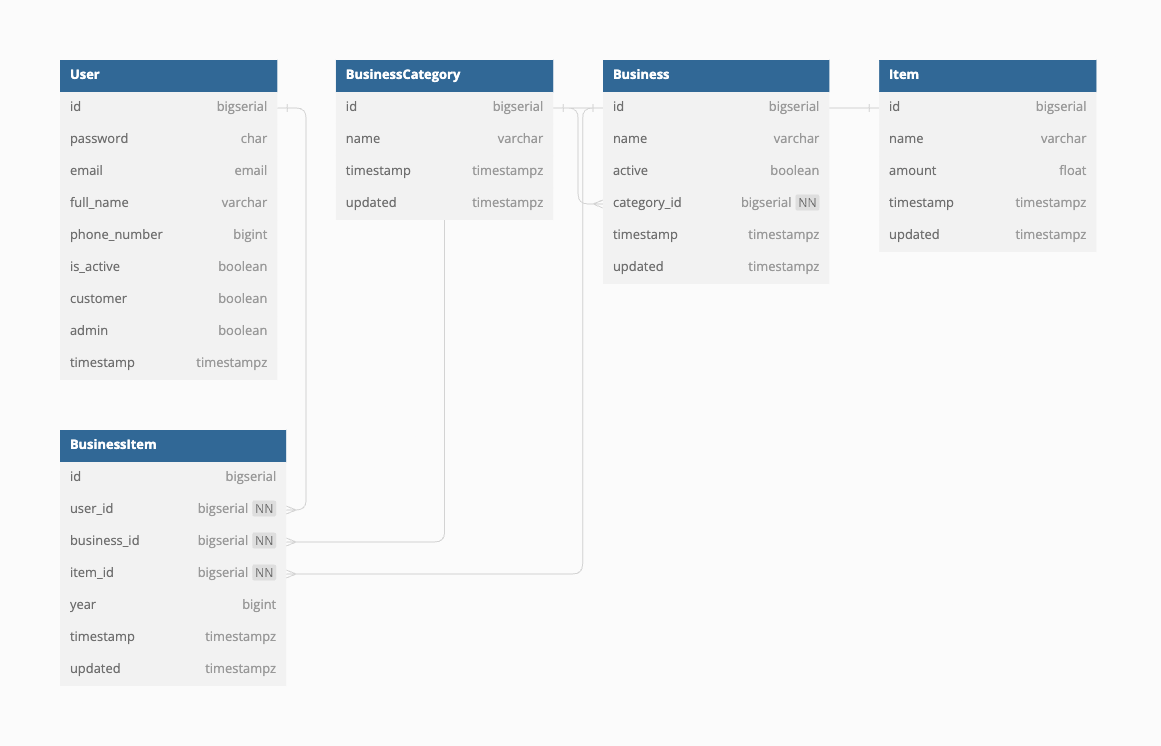 User
id bigserial
password char
email email
full_name varchar
phone_number bigint
is_active boolean
customer boolean
admin boolean
timestamp timestampz
BusinessCategory
id bigserial
name varchar
timestamp timestampz
updated timestampz
Business
id bigserial
name varchar
active boolean
category_id bigserial NN
timestamp timestampz
updated timestampz
Item
id bigserial
name varchar
amount float
timestamp timestampz
updated timestampz
BusinessItem
id bigserial
user_id bigserial NN
business_id bigserial NN
item_id bigserial NN
year bigint
timestamp timestampz
updated timestampz